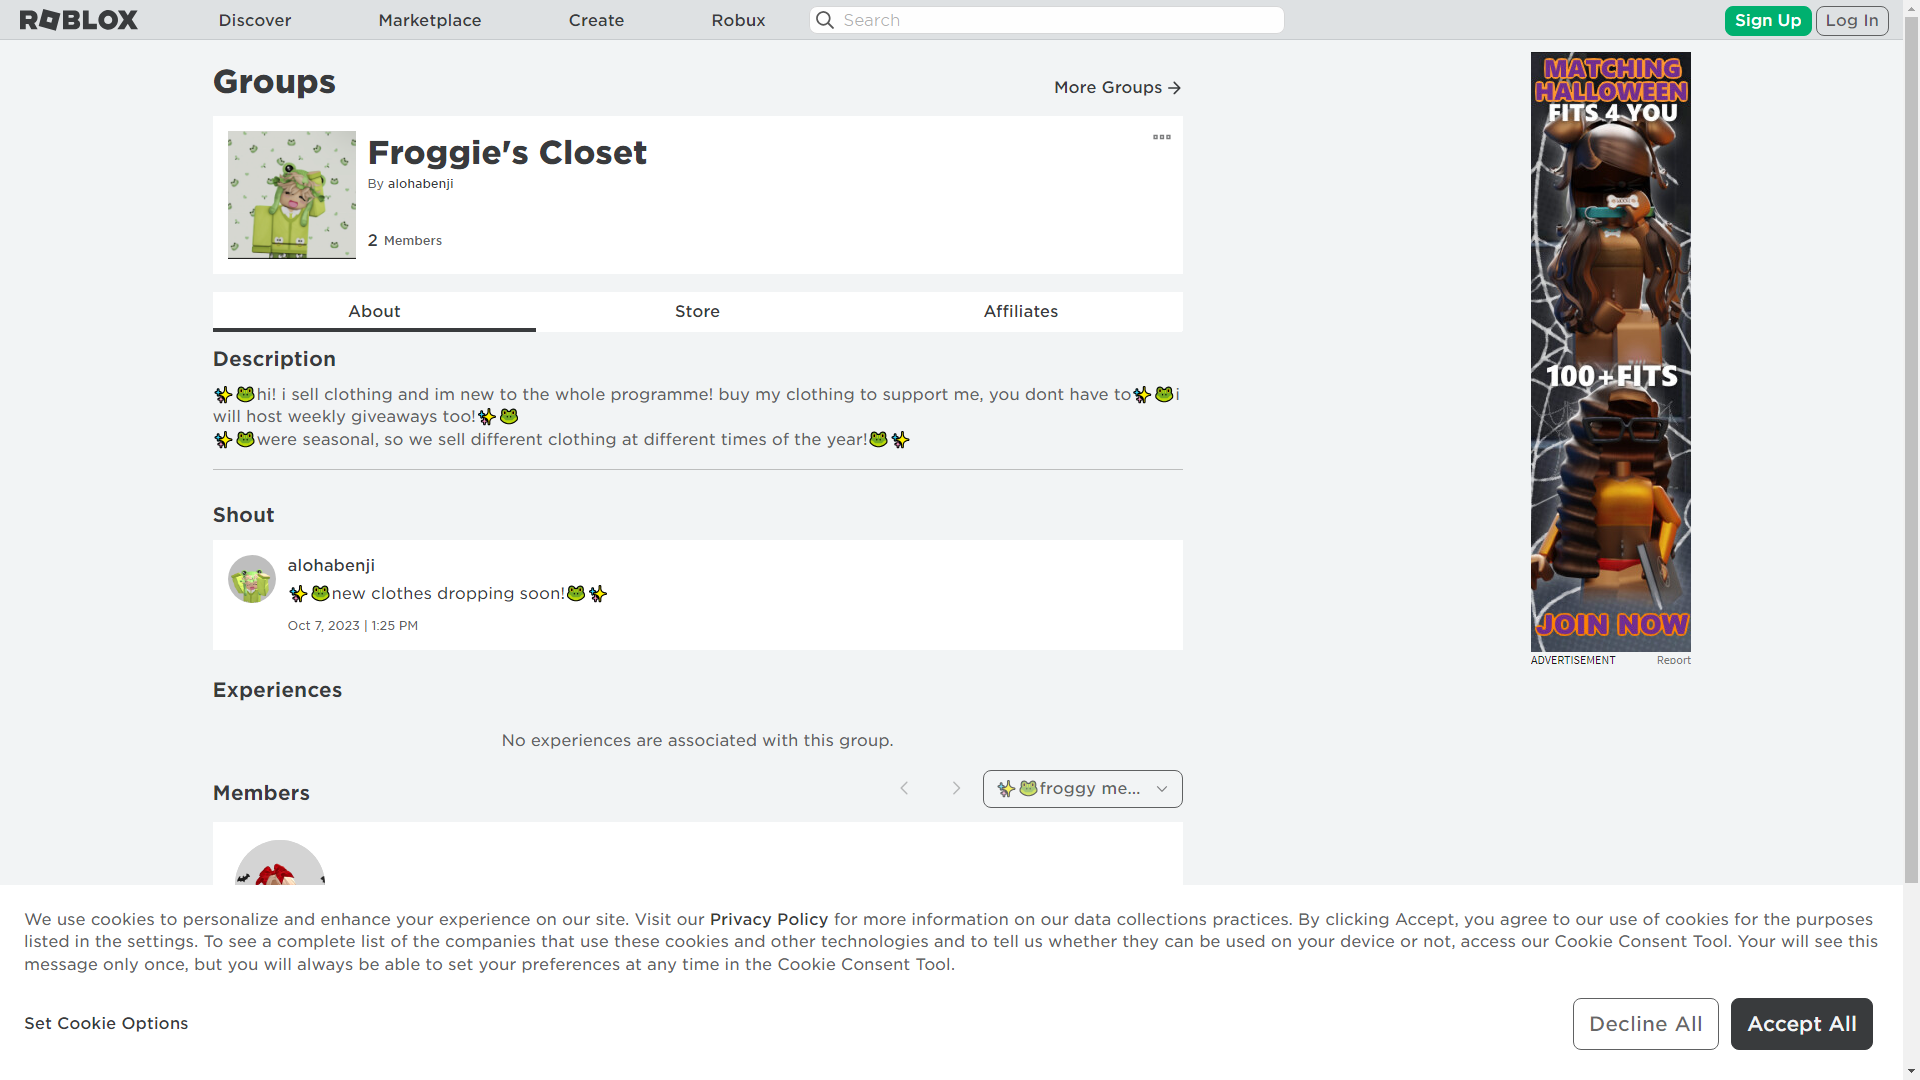 ROBLOX
Discover
Marketplace
Create
Robux
Search
Sign Up
Log In
Groups
More Groups
Froggie's Closet
By alohabenji
2 Members
About
Store
Affiliates
Description
✨🐸hi! i sell clothing and im new to the whole programme! buy my clothing to support me, you dont have to✨🐸i
will host weekly giveaways too!✨🐸
✨🐸were seasonal, so we sell different clothing at different times of the year!🐸✨
Shout
alohabenji
✨🐸new clothes dropping soon!🐸✨
Oct 7, 2023 | 1:25 PM
Experiences
No experiences are associated with this group.
Members
✨🐸froggy me...
MATCHING
HALLOWEEN
FITS 4 YOU
100+FITS
JOIN NOW
ADVERTISEMENT
Report
We use cookies to personalize and enhance your experience on our site. Visit our Privacy Policy for more information on our data collections practices. By clicking Accept, you agree to our use of cookies for the purposes
listed in the settings. To see a complete list of the companies that use these cookies and other technologies and to tell us whether they can be used on your device or not, access our Cookie Consent Tool. Your will see this
message only once, but you will always be able to set your preferences at any time in the Cookie Consent Tool.
Set Cookie Options
Decline All
Accept All